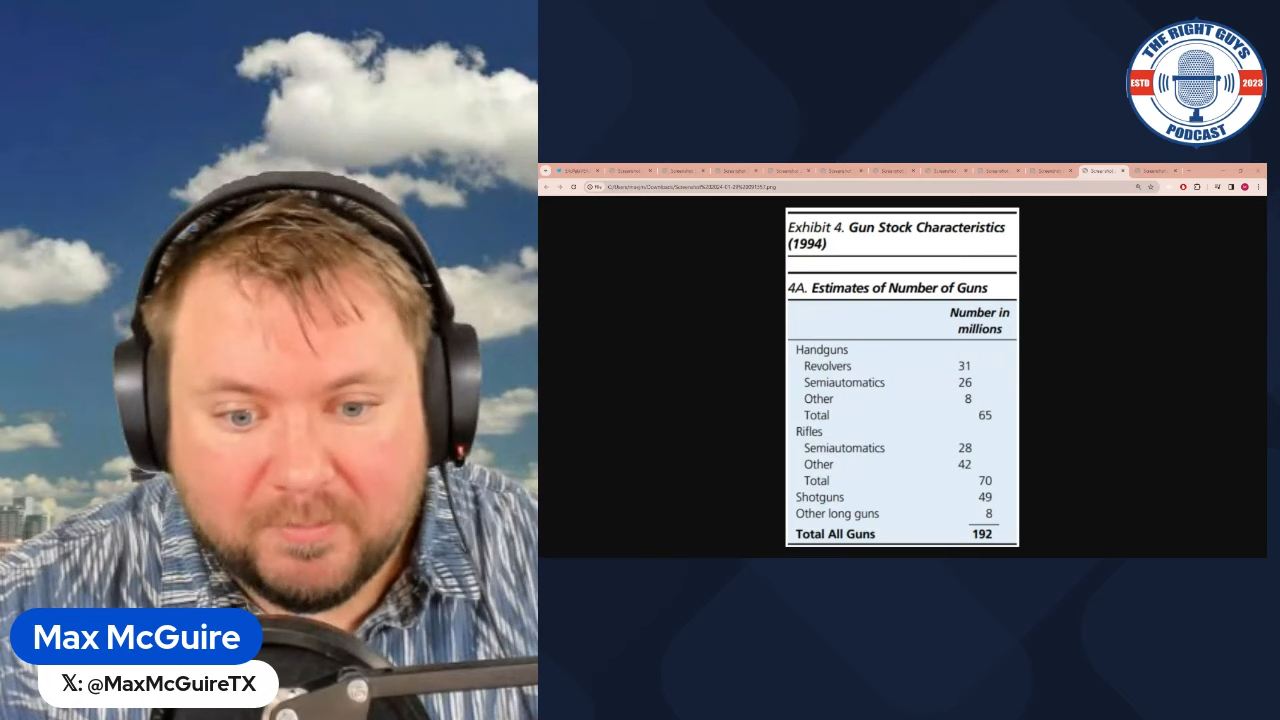 THE RIGHT GUYS
ESTD 2023
PODCAST
Exhibit 4. Gun Stock Characteristics
(1994)
4A. Estimates of Number of Guns
Number in
millions
Handguns
Revolvers 31
Semiautomatics 26
Other 8
Total 65
Rifles
Semiautomatics 28
Other 42
Total 70
Shotguns 49
Other long guns 8
Total All Guns 192
Max McGuire
𝕏: @MaxMcGuireTX